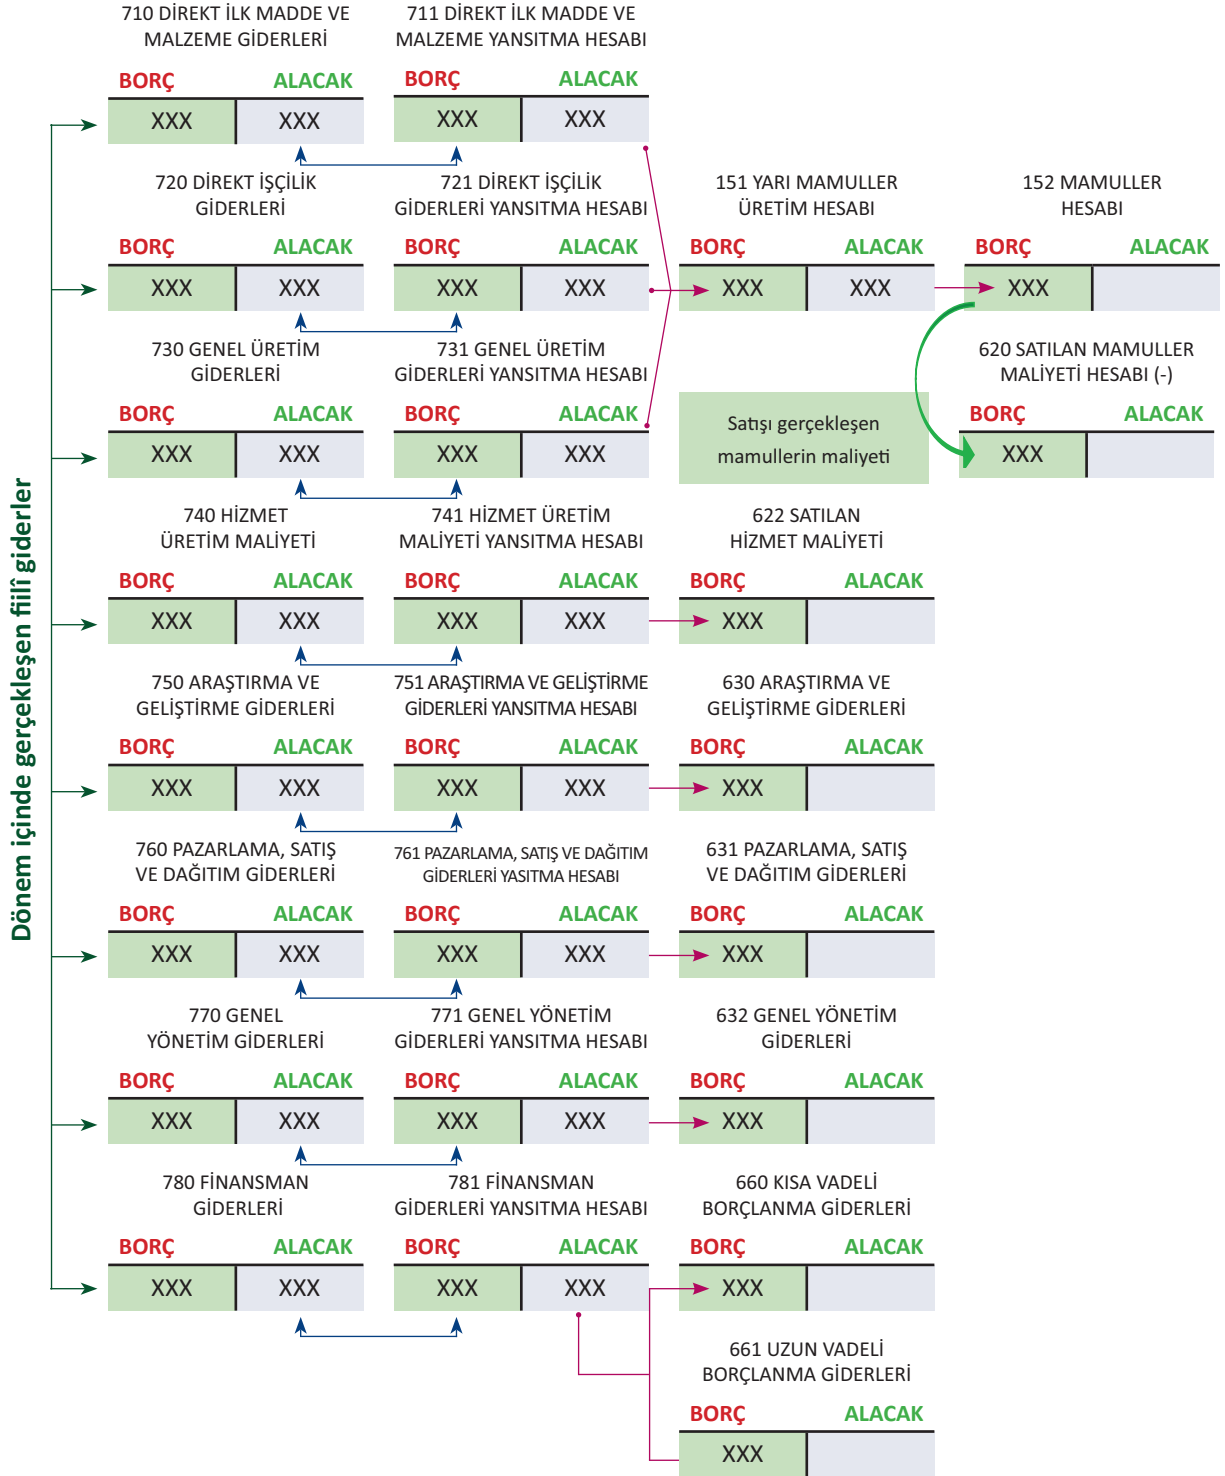 710 DİREKT İLK MADDE VE
MALZEME GİDERLERİ
711 DİREKT İLK MADDE VE
MALZEME YANSITMA HESABI
BORÇ ALACAK
BORÇ ALACAK
XXX XXX
XXX XXX
720 DİREKT İŞÇİLİK
GİDERLERİ
721 DİREKT İŞÇİLİK
GİDERLERİ YANSITMA HESABI
151 YARI MAMULLER
ÜRETİM HESABI
152 MAMULLER
HESABI
BORÇ ALACAK
BORÇ ALACAK
BORÇ ALACAK
BORÇ ALACAK
XXX XXX
XXX XXX
XXX XXX
XXX
730 GENEL ÜRETİM
GİDERLERİ
731 GENEL ÜRETİM
GİDERLERİ YANSITMA HESABI
620 SATILAN MAMULLER
MALİYETİ HESABI (-)
BORÇ ALACAK
BORÇ ALACAK
Satışı gerçekleşen
mamullerin maliyeti
BORÇ ALACAK
XXX XXX
XXX XXX
XXX
Dönem içinde gerçekleşen fiilî giderler
740 HİZMET
ÜRETİM MALİYETİ
741 HİZMET ÜRETİM
MALİYETİ YANSITMA HESABI
622 SATILAN
HİZMET MALİYETİ
BORÇ ALACAK
BORÇ ALACAK
BORÇ ALACAK
XXX XXX
XXX XXX
XXX
750 ARAŞTIRMA VE
GELİŞTİRME GİDERLERİ
751 ARAŞTIRMA VE GELİŞTİRME
GİDERLERİ YANSITMA HESABI
630 ARAŞTIRMA VE
GELİŞTİRME GİDERLERİ
BORÇ ALACAK
BORÇ ALACAK
BORÇ ALACAK
XXX XXX
XXX XXX
XXX
760 PAZARLAMA, SATIŞ
VE DAĞITIM GİDERLERİ
761 PAZARLAMA, SATIŞ VE DAĞITIM
GİDERLERİ YASITMA HESABI
631 PAZARLAMA, SATIŞ
VE DAĞITIM GİDERLERİ
BORÇ ALACAK
BORÇ ALACAK
BORÇ ALACAK
XXX XXX
XXX XXX
XXX
770 GENEL
YÖNETİM GİDERLERİ
771 GENEL YÖNETİM
GİDERLERİ YANSITMA HESABI
632 GENEL YÖNETİM
GİDERLERİ
BORÇ ALACAK
BORÇ ALACAK
BORÇ ALACAK
XXX XXX
XXX XXX
XXX
780 FİNANSMAN
GİDERLERİ
781 FİNANSMAN
GİDERLERİ YANSITMA HESABI
660 KISA VADELİ
BORÇLANMA GİDERLERİ
BORÇ ALACAK
BORÇ ALACAK
BORÇ ALACAK
XXX XXX
XXX XXX
XXX
661 UZUN VADELİ
BORÇLANMA GİDERLERİ
BORÇ ALACAK
XXX